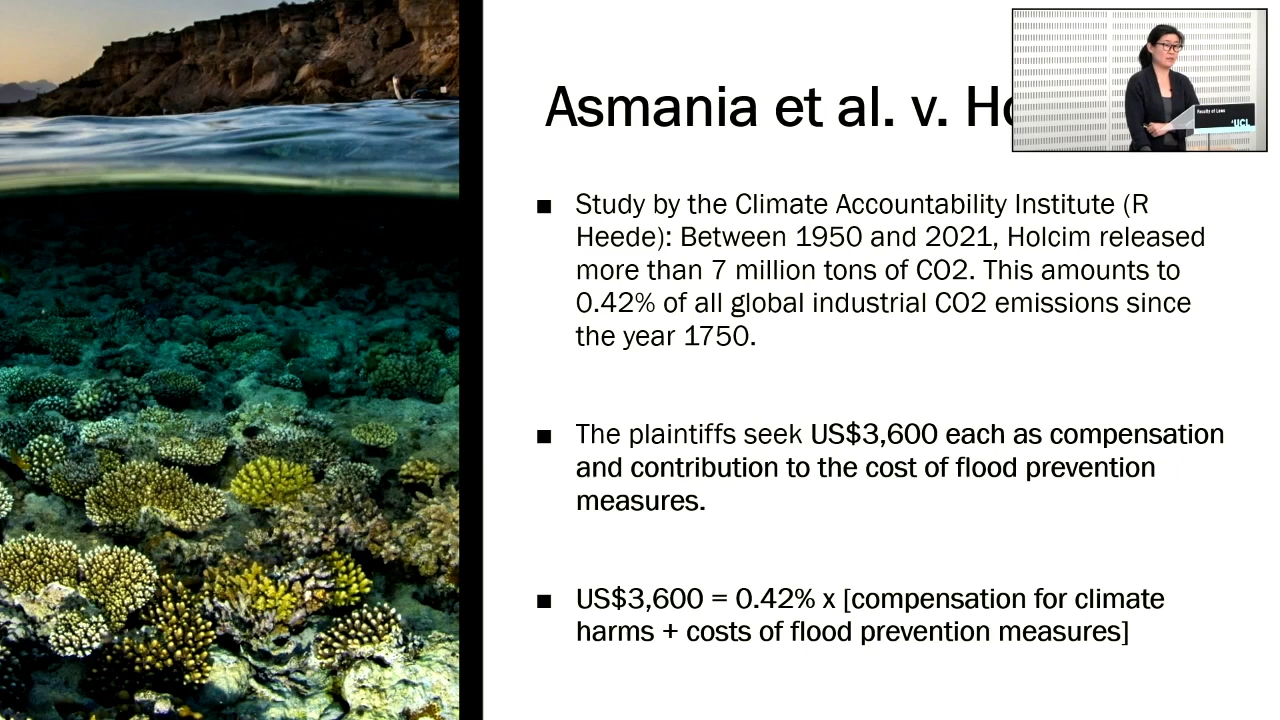 Asmania et al. v.
■ Study by the Climate Accountability Institute (R
Heede): Between 1950 and 2021, Holcim released
more than 7 million tons of CO2. This amounts to
0.42% of all global industrial CO2 emissions since
the year 1750.
■ The plaintiffs seek US$3,600 each as compensation
and contribution to the cost of flood prevention
measures.
■ US$3,600 = 0.42% x [compensation for climate
harms + costs of flood prevention measures]
Faculty of Laws
UCL